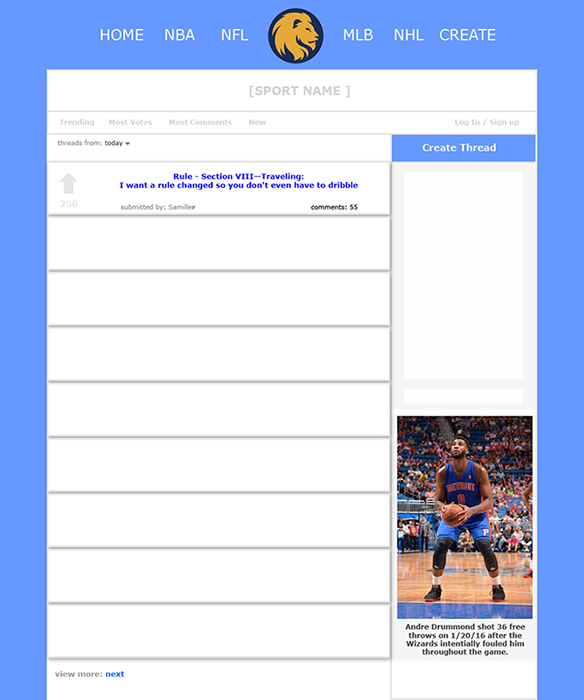 HOME NBA NFL MLB NHL CREATE
[SPORT NAME ]
Trending Most Votes Most Comments New Log In / Sign up
threads from: today
Create Thread
Rule - Section VIII—Traveling:
I want a rule changed so you don't even have to dribble
256
submitted by: Samiller
comments: 55
DETROIT
P
Andre Drummond shot 36 free
throws on 1/20/16 after the
Wizards intentially fouled him
throughout the game.
view more: next